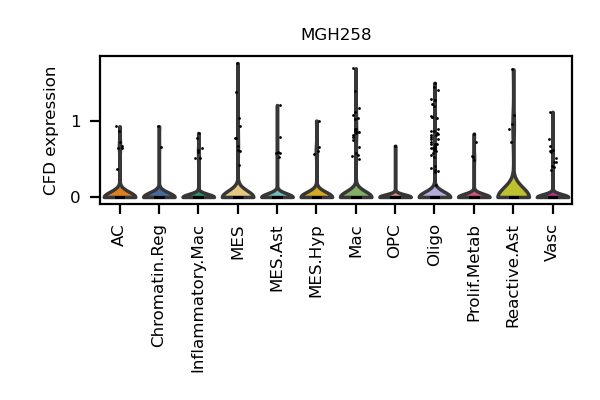 MGH258
CFD expression
1
0
AC
Chromatin.Reg
Inflammatory.Mac
MES
MES.Ast
MES.Hyp
Mac
OPC
Oligo
Prolif.Metab
Reactive.Ast
Vasc